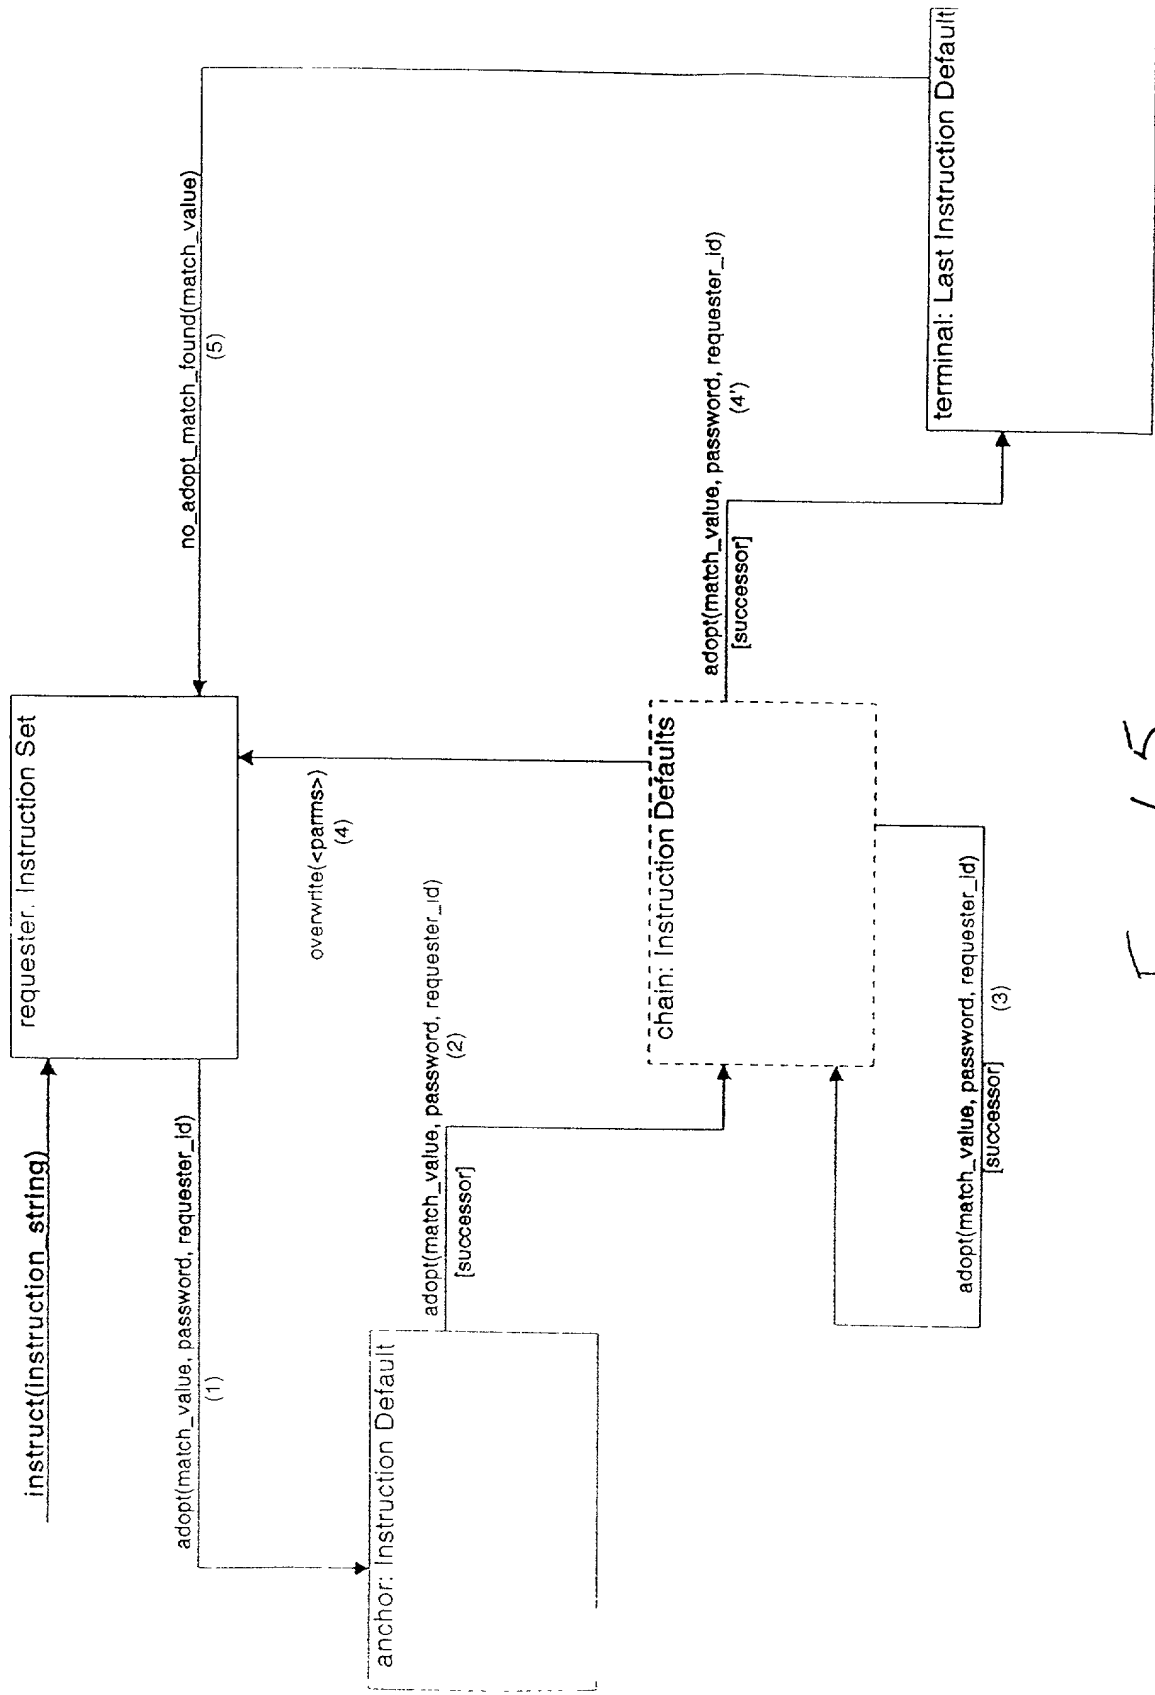 instruct(instruction_string)
requester. Instruction Set
adopt(match_value, password, requester_id)
(1)
no_adopt_match_found(match_value)
(5)
overwrite(<parms>)
(4)
anchor: Instruction Default
adopt(match_value, password, requester_id)
[successor]
(2)
chain: Instruction Defaults
adopt(match_value, password, requester_id)
[successor]
(4')
adopt(match_value, password, requester_id)
[successor]
(3)
terminal: Last Instruction Default